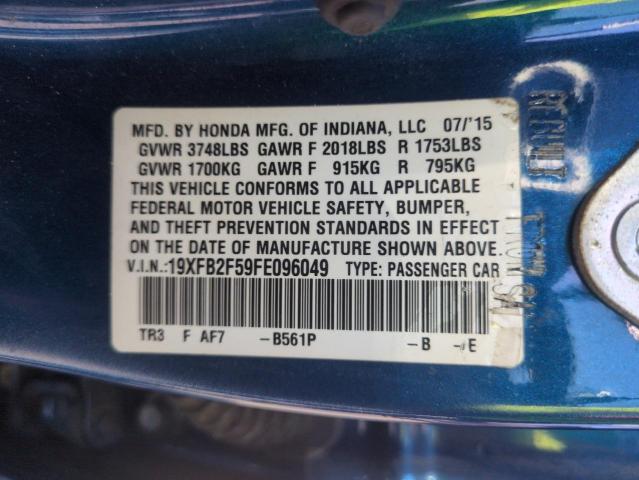 MFD. BY HONDA MFG. OF INDIANA, LLC 07/'15
GVWR 3748LBS GAWR F 2018LBS R 1753LBS
GVWR 1700KG GAWR F 915KG R 795KG
THIS VEHICLE CONFORMS TO ALL APPLICABLE
FEDERAL MOTOR VEHICLE SAFETY, BUMPER,
AND THEFT PREVENTION STANDARDS IN EFFECT
ON THE DATE OF MANUFACTURE SHOWN ABOVE.
V.I.N.:19XFB2F59FE096049 TYPE: PASSENGER CAR
TR3 F AF7 -B561P -B -E